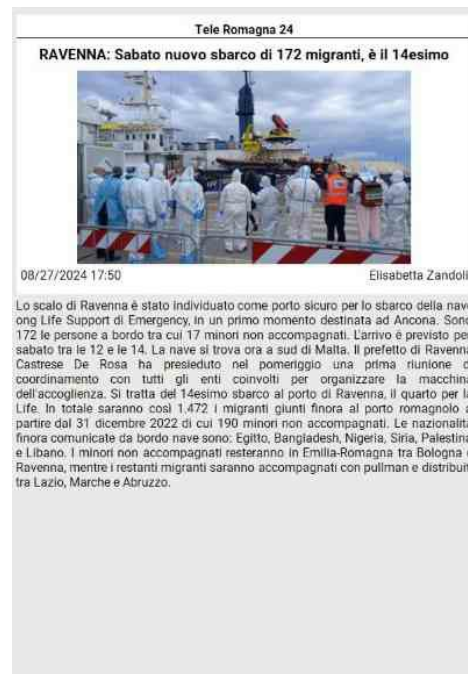 Tele Romagna 24
RAVENNA: Sabato nuovo sbarco di 172 migranti, è il 14esimo
08/27/2024 17:50
Elisabetta Zandoli
Lo scalo di Ravenna è stato individuato come porto sicuro per lo sbarco della nave
ong Life Support di Emergency, in un primo momento destinata ad Ancona. Sono
172 le persone a bordo tra cui 17 minori non accompagnati. L'arrivo è previsto per
sabato tra le 12 e le 14. La nave si trova ora a sud di Malta. Il prefetto di Ravenna
Castrese De Rosa ha presieduto nel pomeriggio una prima riunione
coordinamento con tutti gli enti coinvolti per organizzare la macchina
dell'accoglienza. Si tratta del 14esimo sbarco al porto di Ravenna, il quarto per la
Life. In totale saranno così 1.472 i migranti giunti finora al porto romagnolo a
partire dal 31 dicembre 2022 di cui 190 minori non accompagnati. Le nazionalità
finora comunicate da bordo nave sono: Egitto, Bangladesh, Nigeria, Siria, Palestina
e Libano. I minori non accompagnati resteranno in Emilia-Romagna tra Bologna e
Ravenna, mentre i restanti migranti saranno accompagnati con pullman e distribuit
tra Lazio, Marche e Abruzzo.